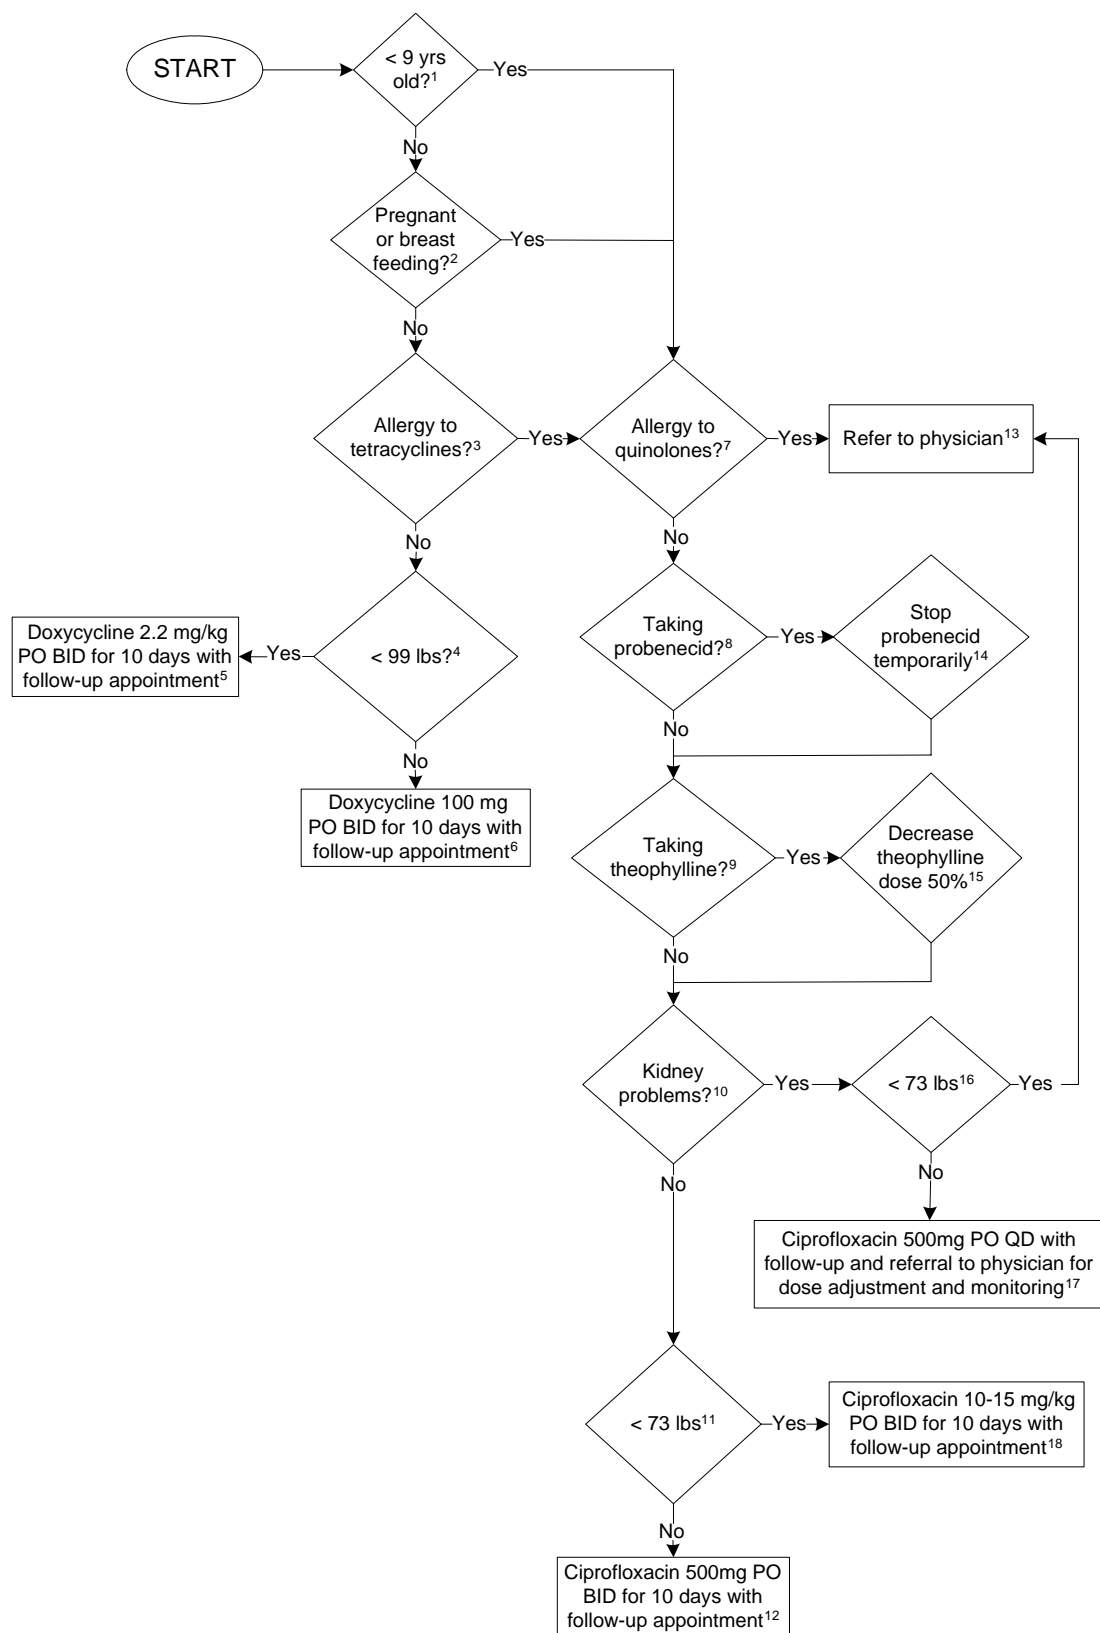 START
< 9 yrs
old?1
Yes
No
Pregnant
or breast
feeding?2
Yes
No
Allergy to
tetracyclines?3
Yes
Allergy to
quinolones?7
Yes
Refer to physician13
No
No
< 99 lbs?4
Yes
Doxycycline 2.2 mg/kg
PO BID for 10 days with
follow-up appointment5
No
Doxycycline 100 mg
PO BID for 10 days with
follow-up appointment6
Taking
probenecid?8
Yes
Stop
probenecid
temporarily14
No
Taking
theophylline?9
Yes
Decrease
theophylline
dose 50%15
No
Kidney
problems?10
Yes
< 73 lbs16
Yes
No
No
Ciprofloxacin 500mg PO QD with
follow-up and referral to physician for
dose adjustment and monitoring17
< 73 lbs11
Yes
Ciprofloxacin 10-15 mg/kg
PO BID for 10 days with
follow-up appointment18
No
Ciprofloxacin 500mg PO
BID for 10 days with
follow-up appointment12